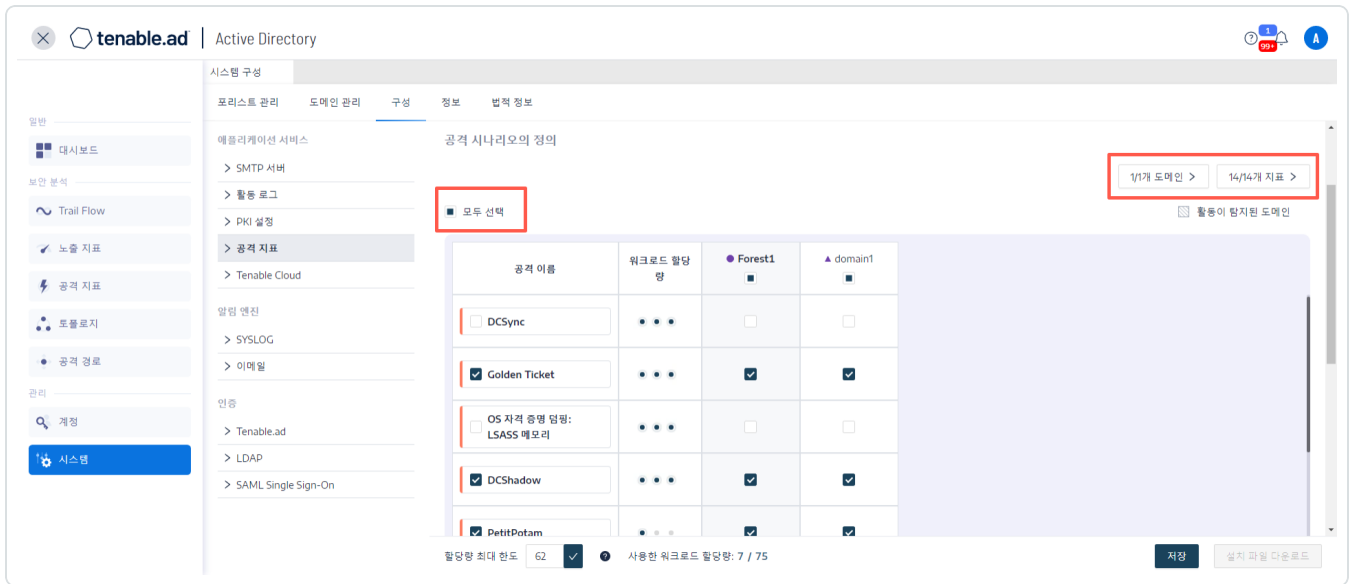 tenable.ad
Active Directory
1
99+
A
시스템 구성
포리스트 관리
도메인 관리
구성
정보
법적 정보
일반
대시보드
보안 분석
Trail Flow
노출 지표
공격 지표
토폴로지
공격 경로
관리
계정
시스템
애플리케이션 서비스
SMTP 서버
활동 로그
PKI 설정
공격 지표
Tenable Cloud
알림 엔진
SYSLOG
이메일
인증
Tenable.ad
LDAP
SAML Single Sign-On
공격 시나리오의 정의
1/1개 도메인 >
14/14개 지표 >
모두 선택
활동이 탐지된 도메인
공격 이름
워크로드 할당
량
Forest1
domain1
DCSync
Golden Ticket
OS 자격 증명 덤핑:
LSASS 메모리
DCShadow
PetitPotam
할당량 최대 한도
62
사용한 워크로드 할당량: 7 / 75
저장
설치 파일 다운로드